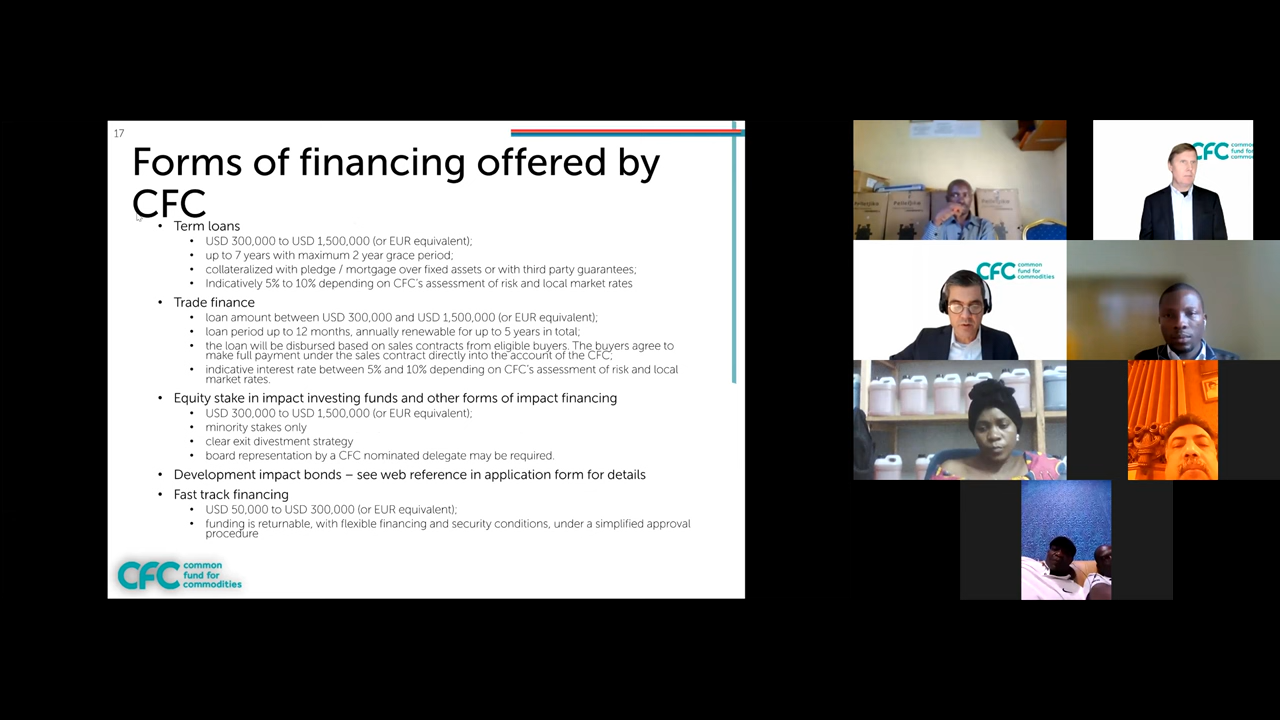 17
Forms of financing offered by
CFC
• Term loans
• USD 300,000 to USD 1,500,000 (or EUR equivalent);
• up to 7 years with maximum 2 year grace period;
• collateralized with pledge / mortgage over fixed assets or with third party guarantees;
• Indicatively 5% to 10% depending on CFC's assessment of risk and local market rates
• Trade finance
• loan amount between USD 300,000 and USD 1,500,000 (or EUR equivalent);
• loan period up to 12 months, annually renewable for up to 5 years in total;
• the loan will be disbursed based on sales contracts from eligible buyers. The buyers agree to
make full payment under the sales contract directly into the account of the CFC;
• indicative interest rate between 5% and 10% depending on CFC's assessment of risk and local
market rates.
• Equity stake in impact investing funds and other forms of impact financing
• USD 300,000 to USD 1,500,000 (or EUR equivalent);
• minority stakes only
• clear exit divestment strategy
• board representation by a CFC nominated delegate may be required.
• Development impact bonds – see web reference in application form for details
• Fast track financing
• USD 50,000 to USD 300,000 (or EUR equivalent);
• funding is returnable, with flexible financing and security conditions, under a simplified approval
procedure
CFC common
fund for
commodities
CFC
CFC common
fund for
commodities